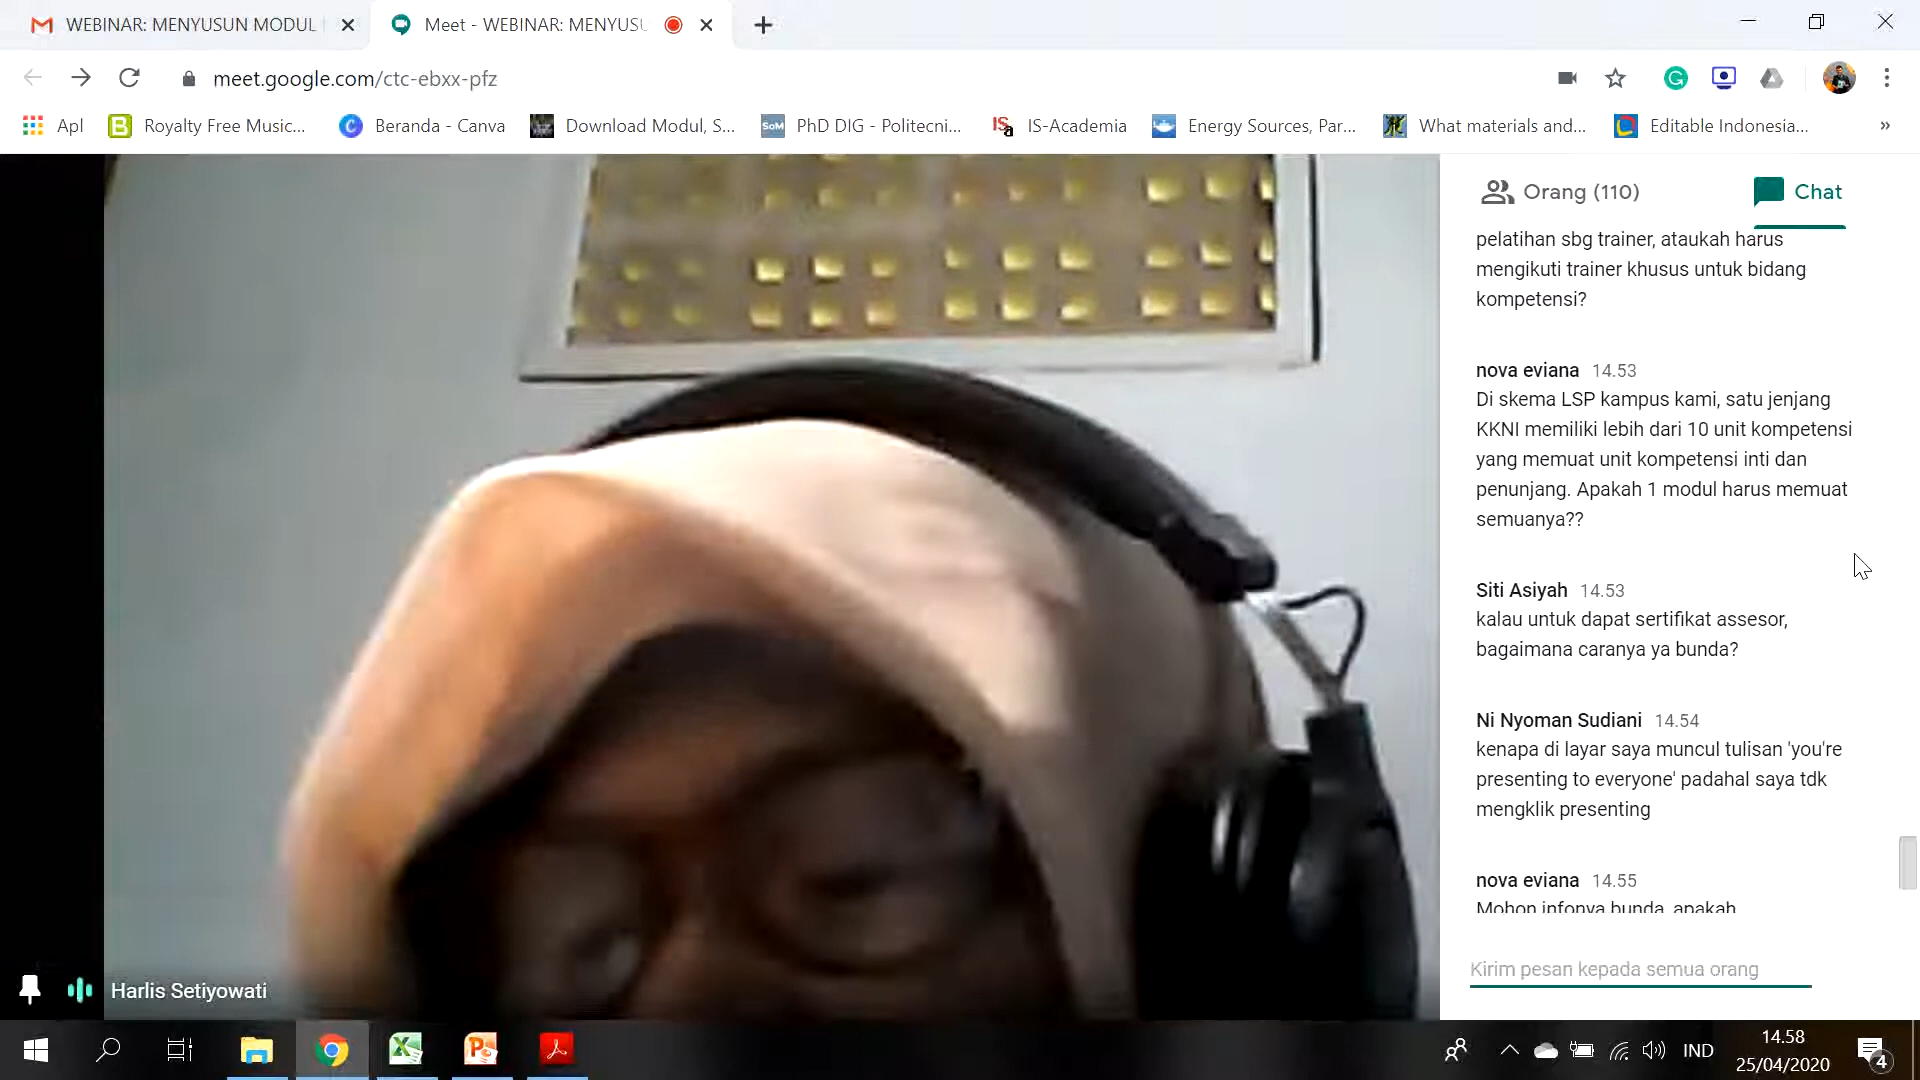 WEBINAR: MENYUSUN MODUL
Meet - WEBINAR: MENYUSU
meet.google.com/ctc-ebxx-pfz
Apl
Royalty Free Music...
Beranda - Canva
Download Modul, S...
SoM
PhD DIG - Politecni...
ISa
IS-Academia
Energy Sources, Par...
What materials and...
Editable Indonesia...
»
Orang (110)
Chat
pelatihan sbg trainer, ataukah harus
mengikuti trainer khusus untuk bidang
kompetensi?
nova eviana 14.53
Di skema LSP kampus kami, satu jenjang
KKNI memiliki lebih dari 10 unit kompetensi
yang memuat unit kompetensi inti dan
penunjang. Apakah 1 modul harus memuat
semuanya??
Siti Asiyah 14.53
kalau untuk dapat sertifikat assesor,
bagaimana caranya ya bunda?
Ni Nyoman Sudiani 14.54
kenapa di layar saya muncul tulisan 'you're
presenting to everyone' padahal saya tdk
mengklik presenting
nova eviana 14.55
Mohon infonya bunda, apakah
Kirim pesan kepada semua orang
Harlis Setiyowati
IND
14.58
25/04/2020
4